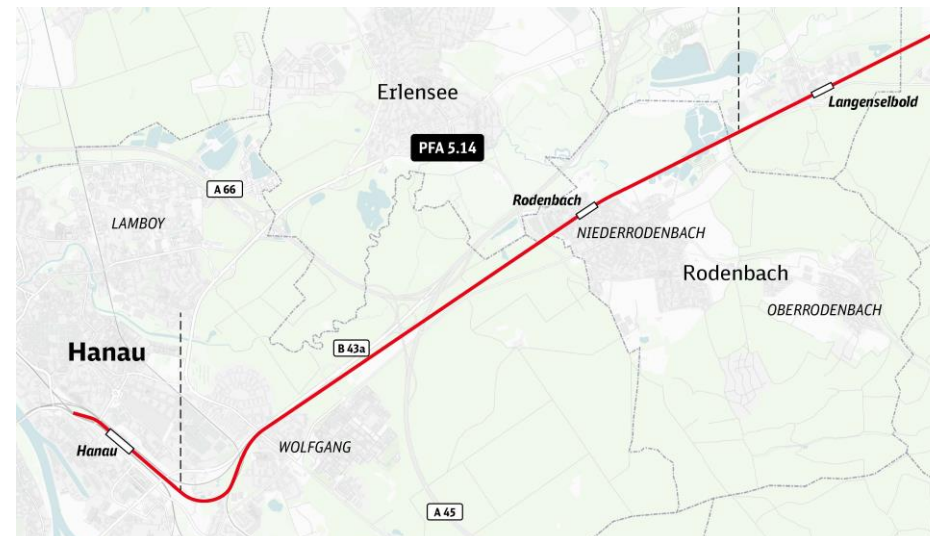 Erlensee
Langenselbold
PFA 5.14
A 66
Rodenbach
LAMBOY
NIEDERRODENBACH
Rodenbach
OBERRODENBACH
Hanau
B 43a
Hanau
WOLFGANG
A 45